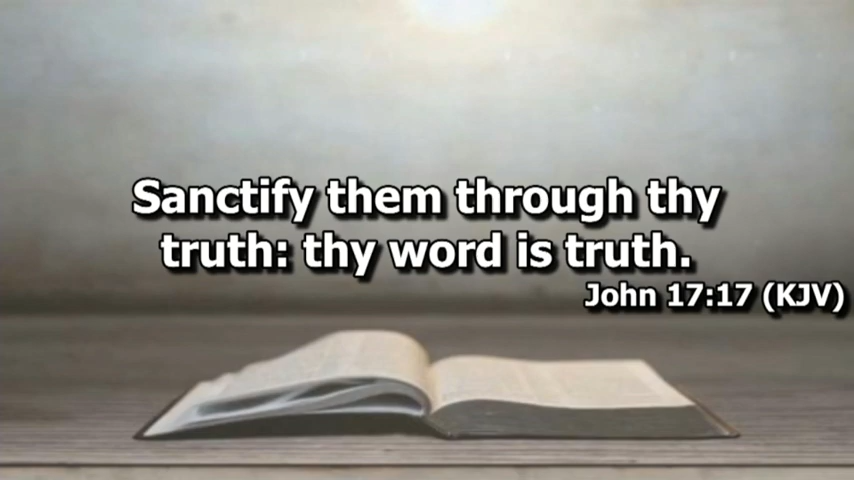 Sanctify them through thy
truth: thy word is truth.
John 17:17 (KJV)